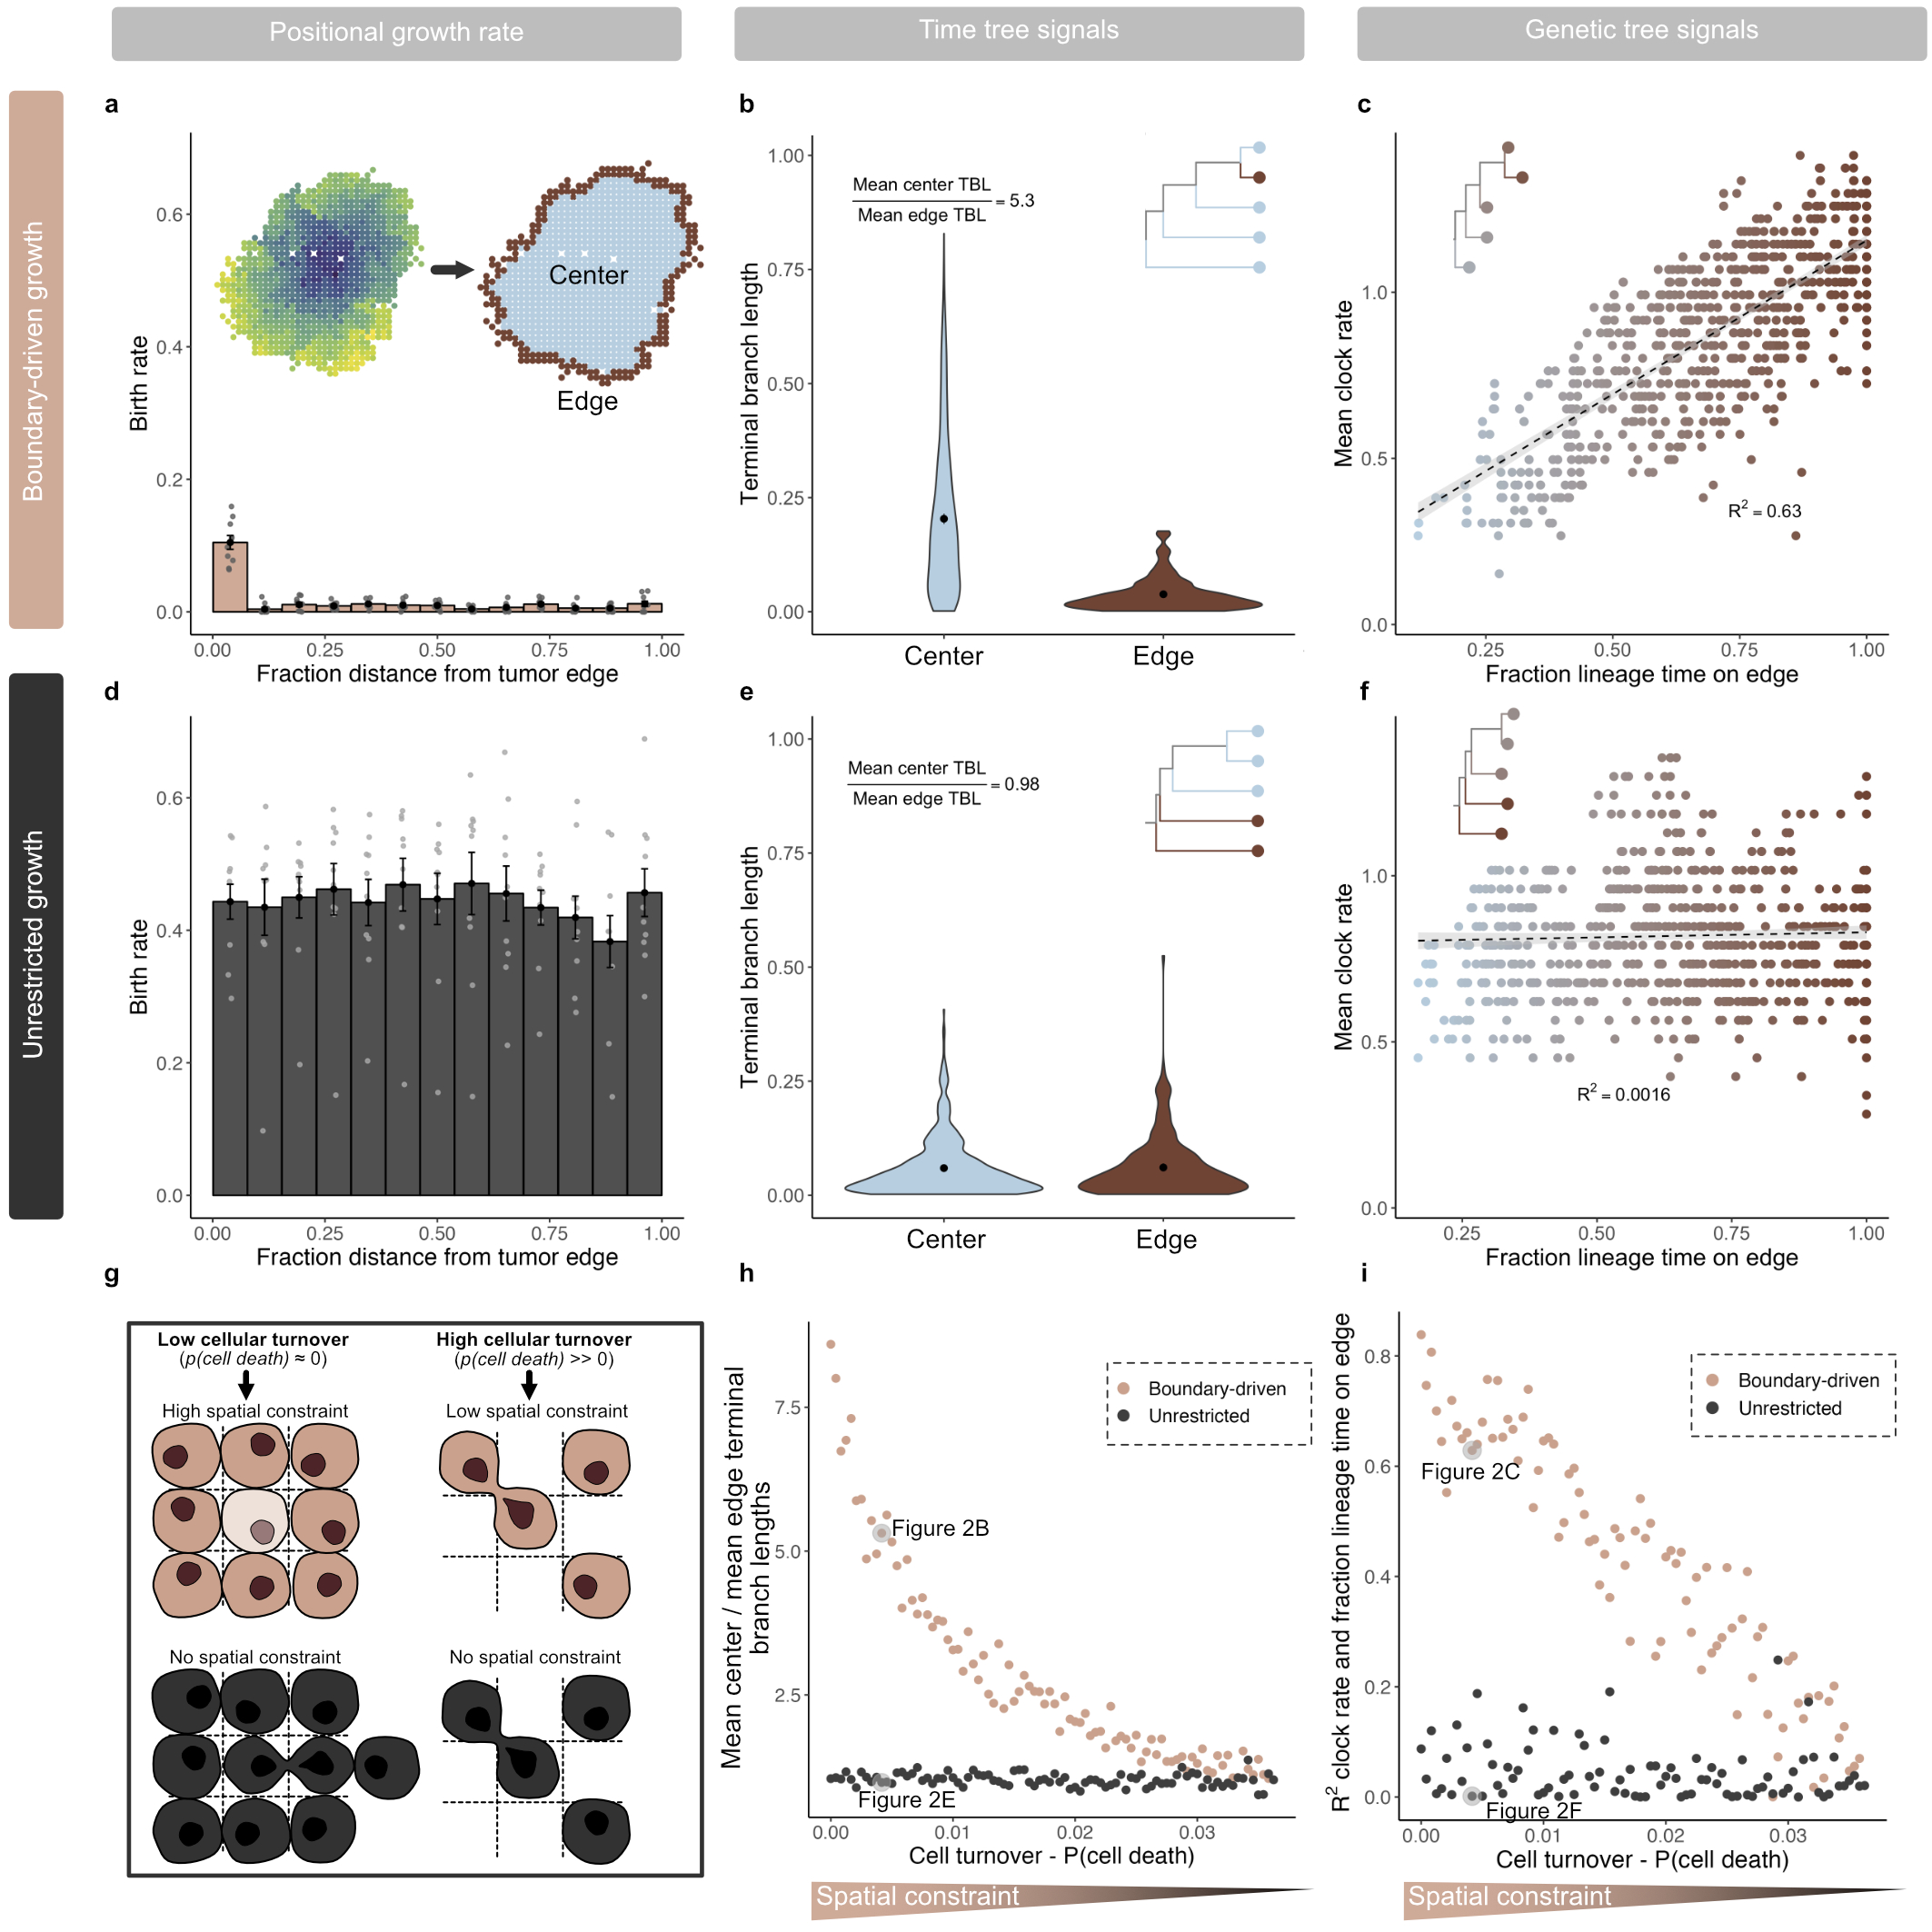 Positional growth rate
Time tree signals
Genetic tree signals
Boundary-driven growth
Unrestricted growth
a
Birth rate
0.6
0.4
0.2
0.0
Center
Edge
0.00
0.25
0.50
0.75
1.00
Fraction distance from tumor edge
b
Terminal branch length
1.00
0.75
0.50
0.25
0.00
Mean center TBL
Mean edge TBL
= 5.3
Center
Edge
c
Mean clock rate
1.0
0.5
0.0
R² = 0.63
0.25
0.50
0.75
1.00
Fraction lineage time on edge
d
Birth rate
0.6
0.4
0.2
0.0
0.00
0.25
0.50
0.75
1.00
Fraction distance from tumor edge
e
Terminal branch length
1.00
0.75
0.50
0.25
0.00
Mean center TBL
Mean edge TBL
= 0.98
Center
Edge
f
Mean clock rate
1.0
0.5
0.0
R² = 0.0016
0.25
0.50
0.75
1.00
Fraction lineage time on edge
g
Low cellular turnover
(p(cell death) ≈ 0)
High spatial constraint
No spatial constraint
High cellular turnover
(p(cell death) >> 0)
Low spatial constraint
No spatial constraint
h
Mean center / mean edge terminal
branch lengths
7.5
5.0
2.5
Boundary-driven
Unrestricted
Figure 2B
Figure 2E
0.00
0.01
0.02
0.03
Cell turnover - P(cell death)
Spatial constraint
i
R² clock rate and fraction lineage time on edge
0.8
0.6
0.4
0.2
0.0
Boundary-driven
Unrestricted
Figure 2C
Figure 2F
0.00
0.01
0.02
0.03
Cell turnover - P(cell death)
Spatial constraint